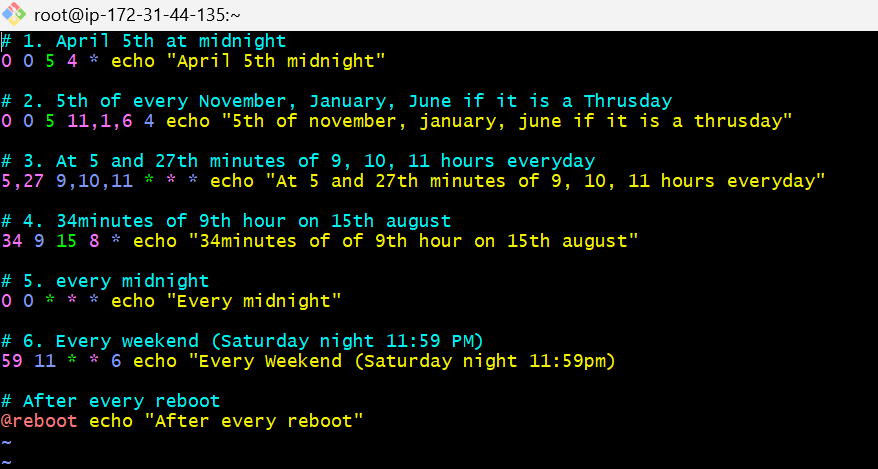 root@ip-172-31-44-135:~
# 1. April 5th at midnight
0 0 5 4 * echo "April 5th midnight"
# 2. 5th of every November, January, June if it is a Thrusday
0 0 5 11,1,6 4 echo "5th of november, january, june if it is a thrusday"
# 3. At 5 and 27th minutes of 9, 10, 11 hours everyday
5,27 9,10,11 * * * echo "At 5 and 27th minutes of 9, 10, 11 hours everyday"
# 4. 34minutes of 9th hour on 15th august
34 9 15 8 * echo "34minutes of of 9th hour on 15th august"
# 5. every midnight
0 0 * * * echo "Every midnight"
# 6. Every weekend (Saturday night 11:59 PM)
59 11 * * 6 echo "Every Weekend (Saturday night 11:59pm)
# After every reboot
@reboot echo "After every reboot"
~
~